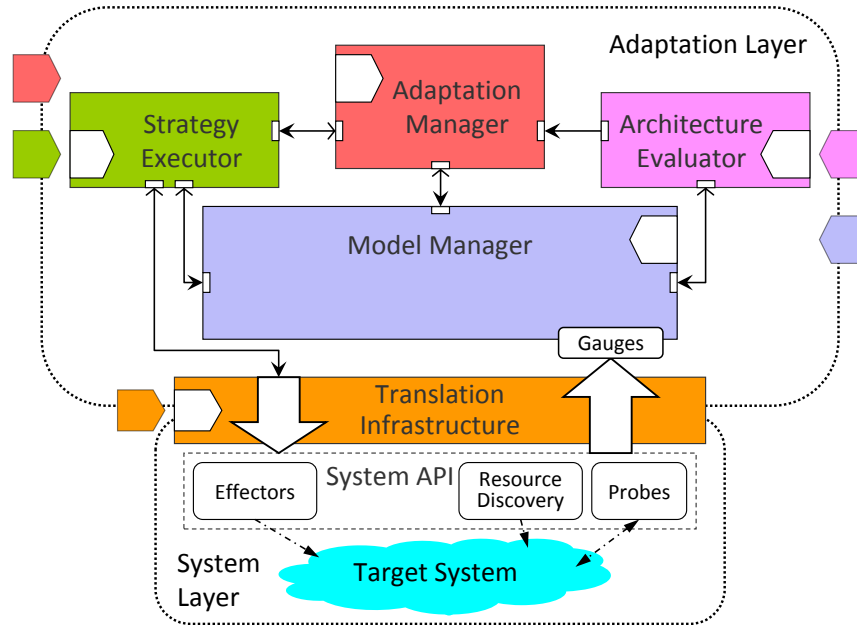 Adaptation Layer
Strategy
Executor
Adaptation
Manager
Architecture
Evaluator
Model Manager
Gauges
Translation
Infrastructure
System API
Effectors
Resource
Discovery
Probes
System
Layer
Target System